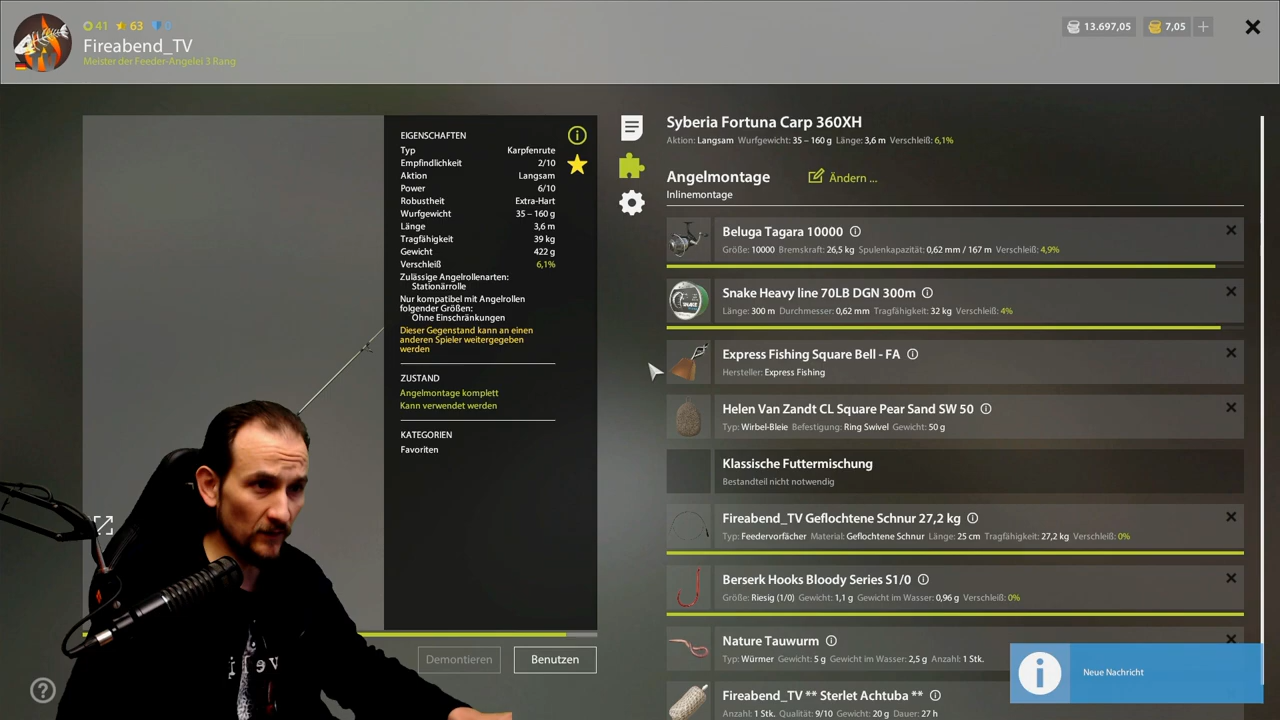 41 63 0
Fireabend_TV
Meister der Feeder-Angelei 3 Rang
13.697,05 7,05
EIGENSCHAFTEN
Typ Karpfenrute
Empfindlichkeit 2/10
Aktion Langsam
Power 6/10
Robustheit Extra-Hart
Wurfgewicht 35 – 160 g
Länge 3,6 m
Tragfähigkeit 39 kg
Gewicht 422 g
Verschleiß 6,1%
Zulässige Angelrollenarten:
Stationärrolle
Nur kompatibel mit Angelrollen
folgender Größen:
Ohne Einschränkungen
Dieser Gegenstand kann an einen
anderen Spieler weitergegeben
werden
ZUSTAND
Angelmontage komplett
Kann verwendet werden
KATEGORIEN
Favoriten
Demontieren
Benutzen
Syberia Fortuna Carp 360XH
Aktion: Langsam Wurfgewicht: 35 – 160 g Länge: 3,6 m Verschleiß: 6,1%
Angelmontage
Ändern ...
Inlinemontage
Beluga Tagara 10000
Größe: 10000 Bremskraft: 26,5 kg Spulenkapazität: 0,62 mm / 167 m Verschleiß: 4,9%
Snake Heavy line 70LB DGN 300m
Länge: 300 m Durchmesser: 0,62 mm Tragfähigkeit: 32 kg Verschleiß: 4%
Express Fishing Square Bell - FA
Hersteller: Express Fishing
Helen Van Zandt CL Square Pear Sand SW 50
Typ: Wirbel-Bleie Befestigung: Ring Swivel Gewicht: 50 g
Klassische Futtermischung
Bestandteil nicht notwendig
Fireabend_TV Geflochtene Schnur 27,2 kg
Typ: Feedervorfächer Material: Geflochtene Schnur Länge: 25 cm Tragfähigkeit: 27,2 kg Verschleiß: 0%
Berserk Hooks Bloody Series S1/0
Größe: Riesig (1/0) Gewicht: 1,1 g Gewicht im Wasser: 0,96 g Verschleiß: 0%
Nature Tauwurm
Typ: Würmer Gewicht: 5 g Gewicht im Wasser: 2,5 g Anzahl: 1 Stk.
Fireabend_TV ** Sterlet Achtuba **
Anzahl: 1 Stk. Qualität: 9/10 Gewicht: 20 g Dauer: 27 h
Neue Nachricht